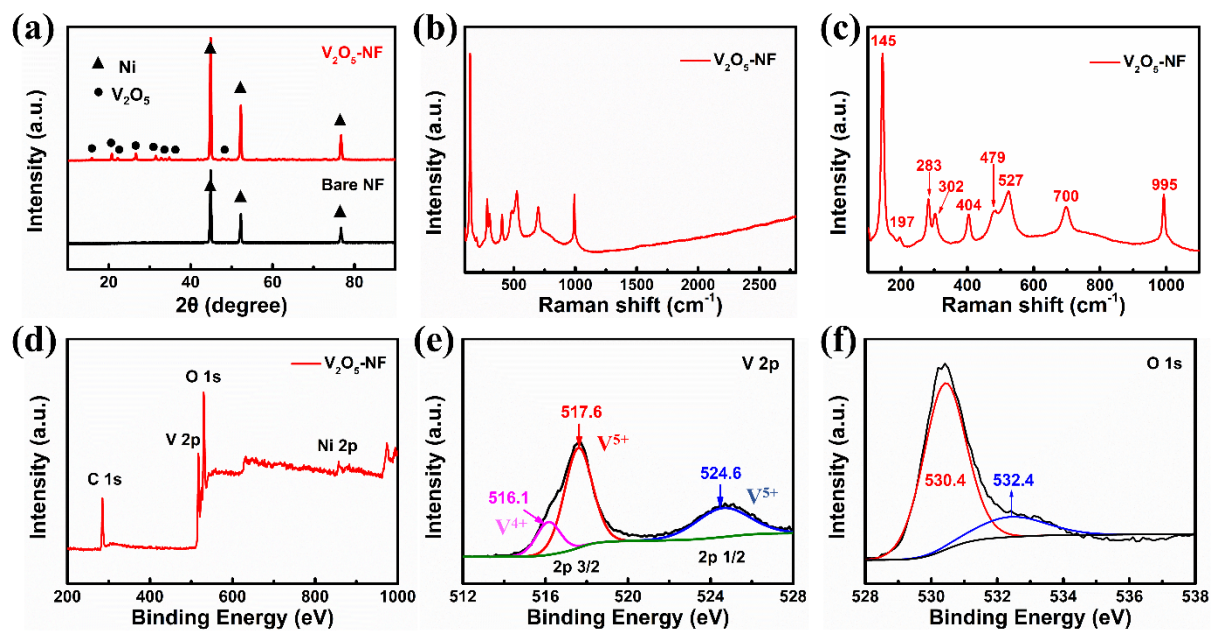 (a)
V₂O₅-NF
▲ Ni
● V₂O₅
Bare NF
Intensity (a.u.)
20 40 60 80
2θ (degree)
(b)
V₂O₅-NF
Intensity (a.u.)
500 1000 1500 2000 2500
Raman shift (cm⁻¹)
(c)
145
V₂O₅-NF
283
302
479
527
197
404
700
995
Intensity (a.u.)
200 400 600 800 1000
Raman shift (cm⁻¹)
(d)
V₂O₅-NF
O 1s
V 2p
Ni 2p
C 1s
Intensity (a.u.)
200 400 600 800 1000
Binding Energy (eV)
(e)
V 2p
517.6
V⁵⁺
516.1
V⁴⁺
524.6
V⁵⁺
2p 3/2
2p 1/2
Intensity (a.u.)
512 516 520 524 528
Binding Energy (eV)
(f)
O 1s
530.4
532.4
Intensity (a.u.)
528 530 532 534 536 538
Binding Energy (eV)